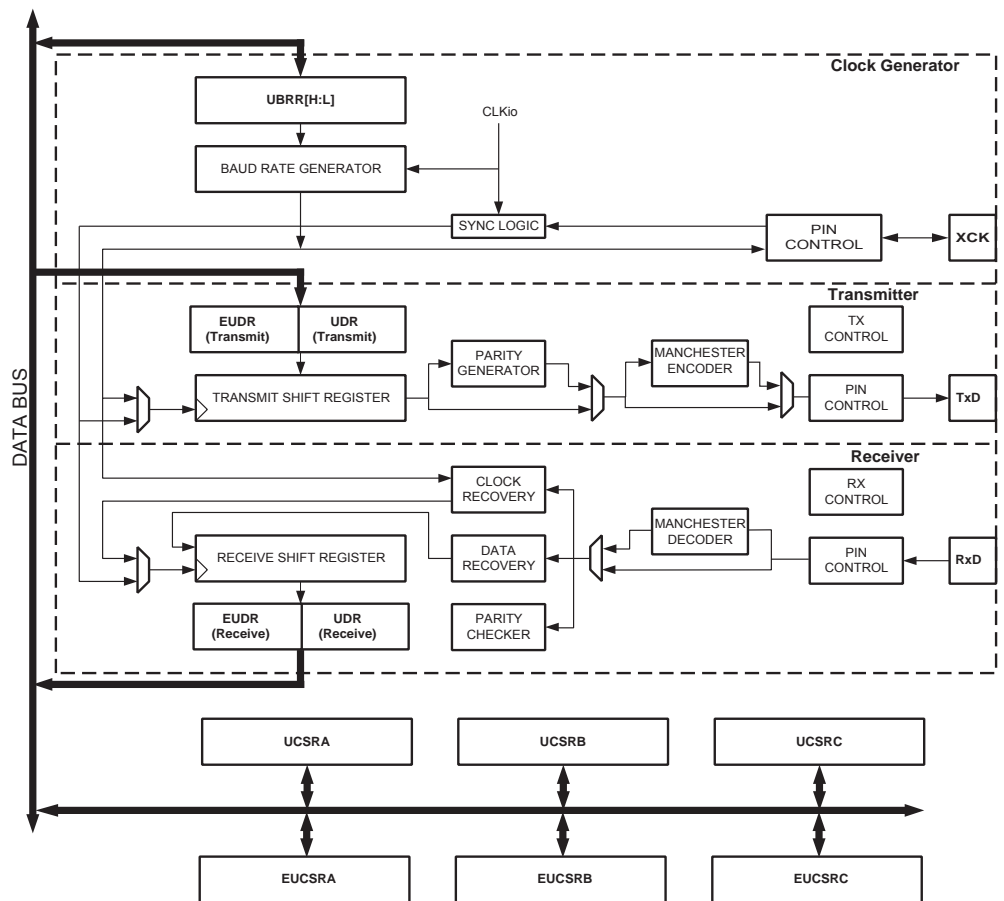 Clock Generator
UBRR[H:L]
CLKio
BAUD RATE GENERATOR
SYNC LOGIC
PIN
CONTROL
XCK
DATA BUS
Transmitter
EUDR
(Transmit)
UDR
(Transmit)
TX
CONTROL
PARITY
GENERATOR
MANCHESTER
ENCODER
TRANSMIT SHIFT REGISTER
PIN
CONTROL
TxD
Receiver
CLOCK
RECOVERY
RX
CONTROL
MANCHESTER
DECODER
RECEIVE SHIFT REGISTER
DATA
RECOVERY
PIN
CONTROL
RxD
EUDR
(Receive)
UDR
(Receive)
PARITY
CHECKER
UCSRA
UCSRB
UCSRC
EUCSRA
EUCSRB
EUCSRC